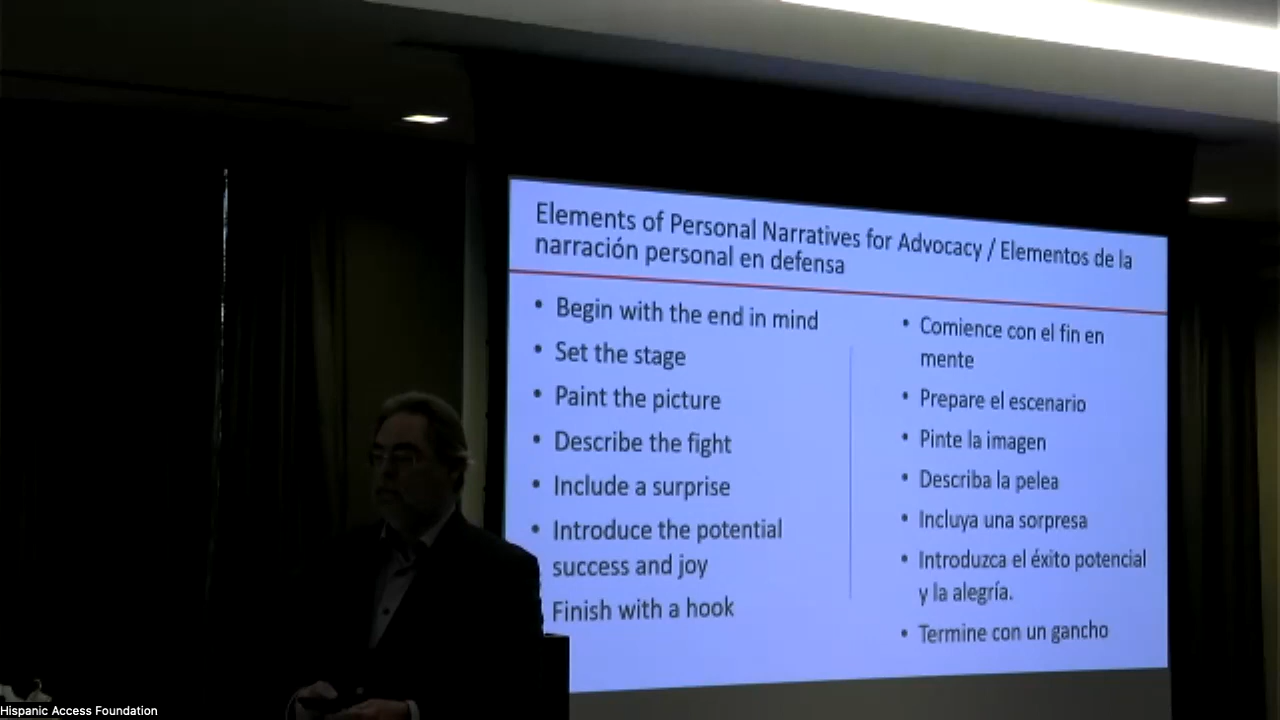 Elements of Personal Narratives for Advocacy / Elementos de la
narración personal en defensa
• Begin with the end in mind
• Set the stage
• Paint the picture
• Describe the fight
• Include a surprise
• Introduce the potential
success and joy
Finish with a hook
• Comience con el fin en
mente
• Prepare el escenario
• Pinte la imagen
• Describa la pelea
• Incluya una sorpresa
• Introduzca el éxito potencial
y la alegría.
• Termine con un gancho
Hispanic Access Foundation